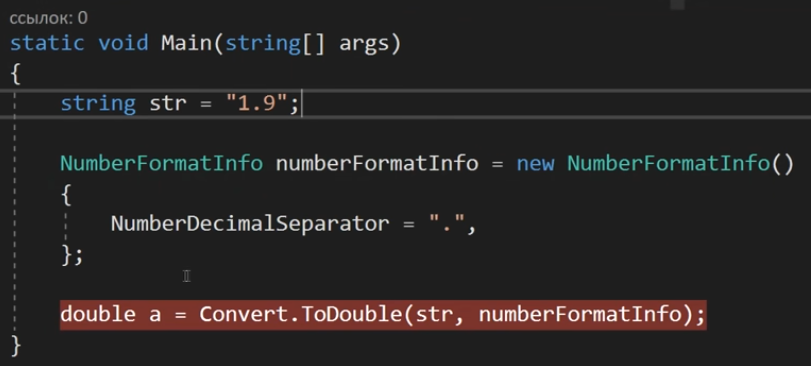 ссылок: 0
static void Main(string[] args)
{
string str = "1.9";
NumberFormatInfo numberFormatInfo = new NumberFormatInfo()
{
NumberDecimalSeparator = ".",
};
double a = Convert.ToDouble(str, numberFormatInfo);
}